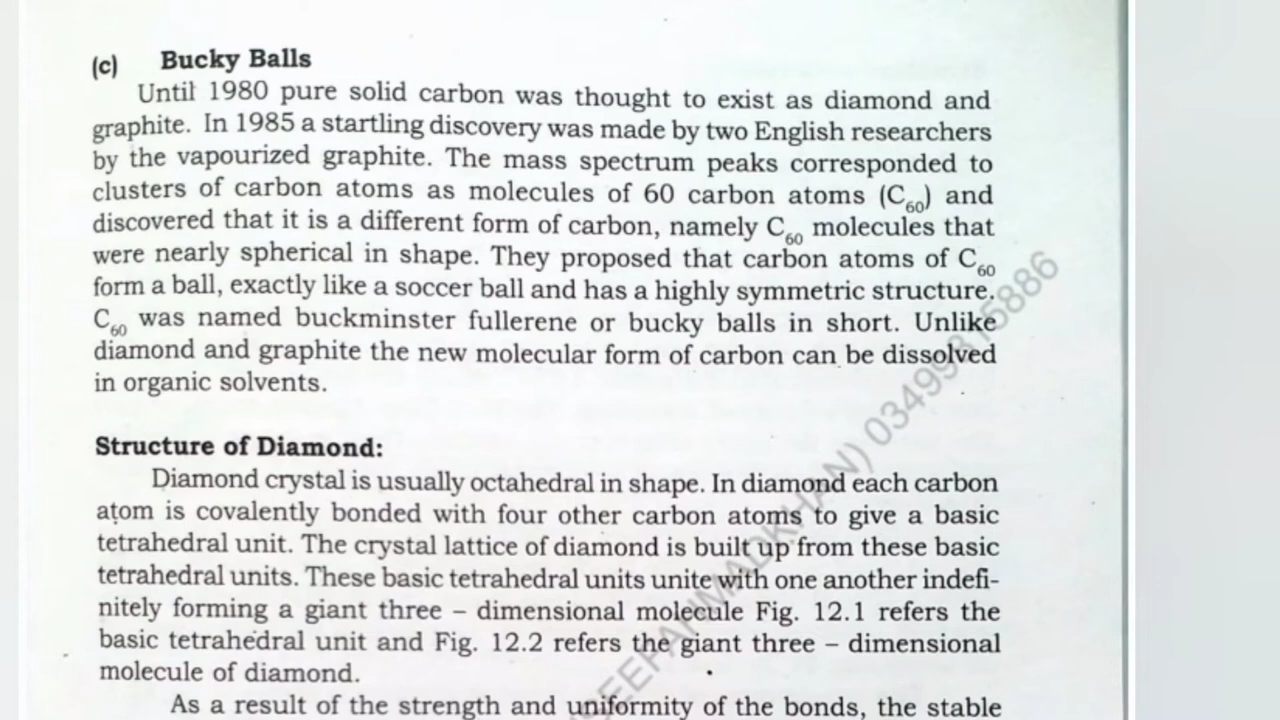 (c) Bucky Balls
Until 1980 pure solid carbon was thought to exist as diamond and
graphite. In 1985 a startling discovery was made by two English researchers
by the vapourized graphite. The mass spectrum peaks corresponded to
clusters of carbon atoms as molecules of 60 carbon atoms (C₆₀) and
discovered that it is a different form of carbon, namely C₆₀ molecules that
were nearly spherical in shape. They proposed that carbon atoms of C₆₀
form a ball, exactly like a soccer ball and has a highly symmetric structure.
C₆₀ was named buckminster fullerene or bucky balls in short. Unlike
diamond and graphite the new molecular form of carbon can be dissolved
in organic solvents.
Structure of Diamond:
Diamond crystal is usually octahedral in shape. In diamond each carbon
atom is covalently bonded with four other carbon atoms to give a basic
tetrahedral unit. The crystal lattice of diamond is built up from these basic
tetrahedral units. These basic tetrahedral units unite with one another indefi-
nitely forming a giant three – dimensional molecule Fig. 12.1 refers the
basic tetrahedral unit and Fig. 12.2 refers the giant three – dimensional
molecule of diamond.
As a result of the strength and uniformity of the bonds, the stable